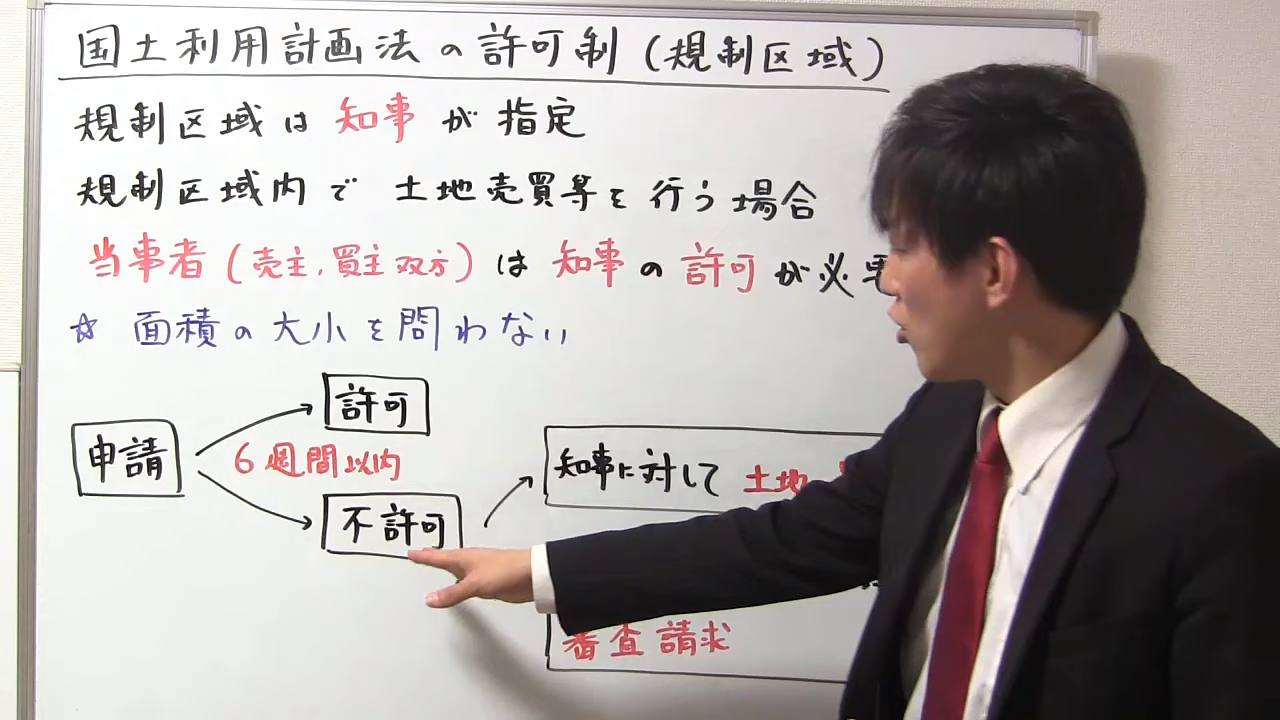 国土利用計画法の許可制(規制区域)
規制区域は知事が指定
規制区域内で土地売買等を行う場合
当事者(売主,買主双方)は知事の許可が必要
☆ 面積の大小を問わない
許可
申請
6週間以内
不許可
知事に対して土地
審査請求